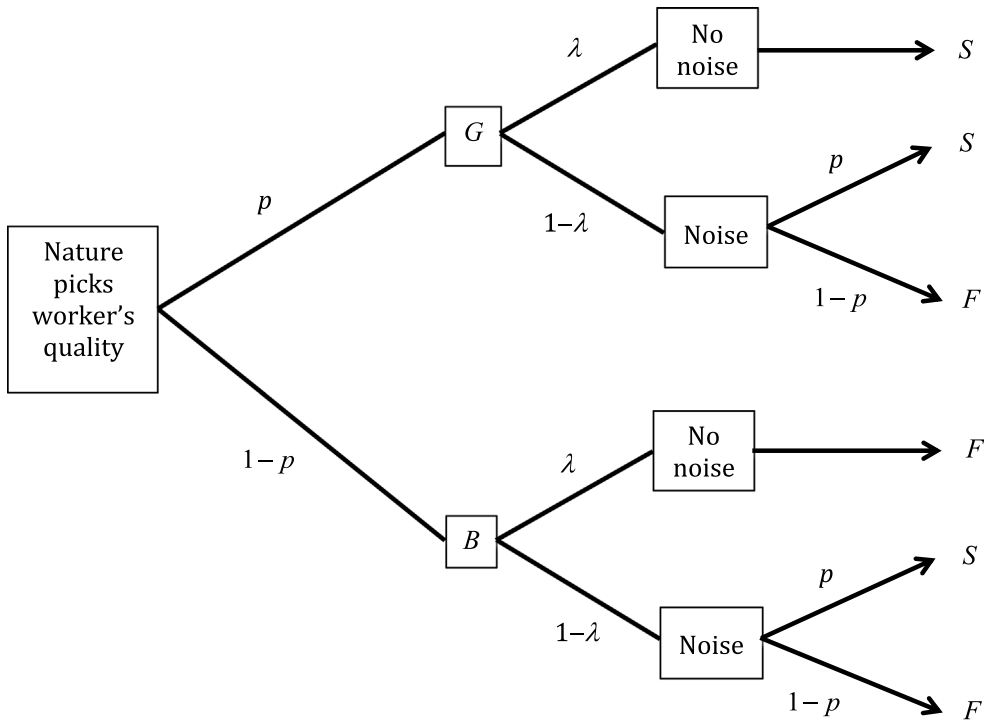 No
noise
S
λ
G
p
S
p
1−λ
Noise
1−p
F
Nature
picks
worker’s
quality
1−p
No
noise
F
λ
B
p
S
1−λ
Noise
1−p
F